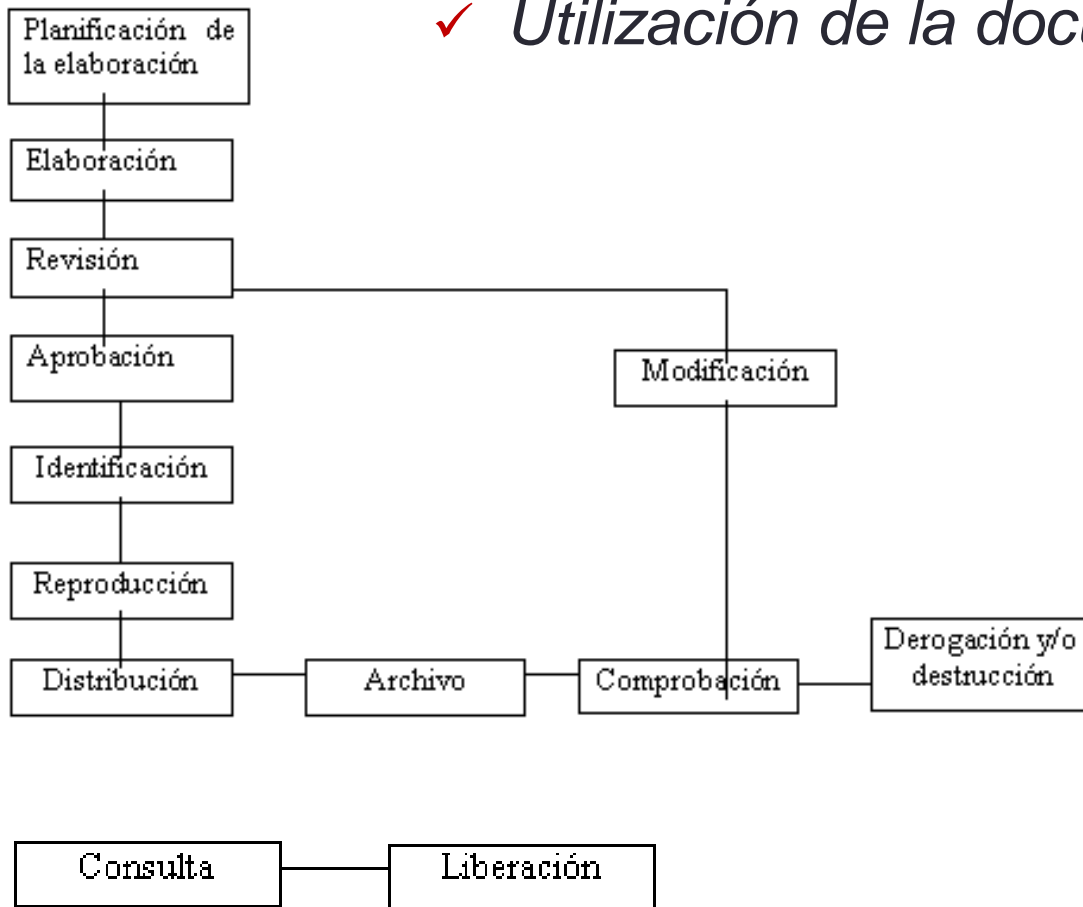 Planificación de
la elaboración
✓ Utilización de la
Elaboración
Revisión
Aprobación
Modificación
Identificación
Reproducción
Distribución
Archivo
Comprobación
Derogación y/o
destrucción
Consulta
Liberación